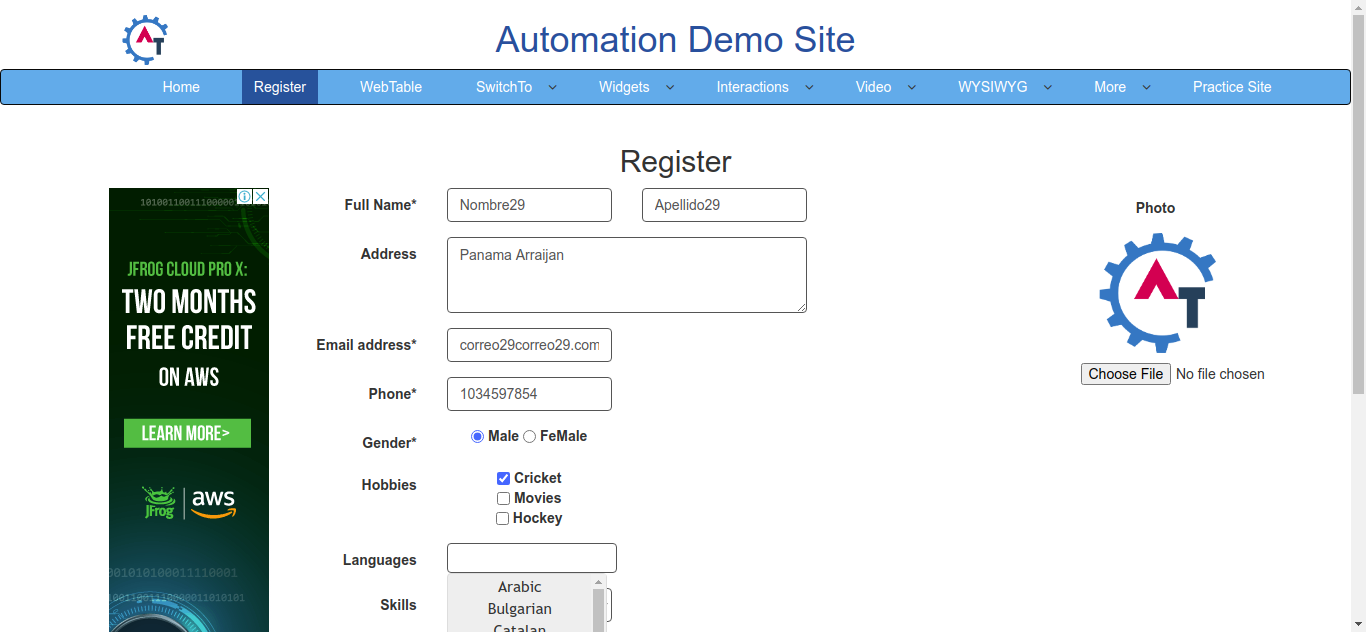 AT
Automation Demo Site
Home Register WebTable SwitchTo Widgets Interactions Video WYSIWYG More Practice Site
Register
Full Name* Nombre29 Apellido29
Address Panama Arraijan
Email address* correo29correo29.com
Phone* 1034597854
Gender* Male FeMale
Hobbies Cricket
Movies
Hockey
Languages
Arabic
Skills Bulgarian
Catalan
Photo
AT
Choose File No file chosen
JFROG CLOUD PRO X:
TWO MONTHS
FREE CREDIT
ON AWS
LEARN MORE>
JFrog aws